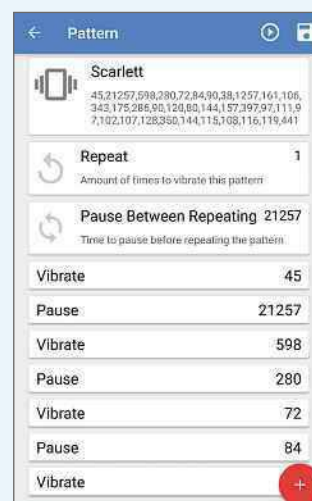 Pattern
Scarlett
45,21257,598,280,72,84,90,38,1257,161,106,
343,175,286,90,120,80,144,157,397,97,111,9
7,102,107,128,350,144,115,108,116,119,441
Repeat 1
Amount of times to vibrate this pattern
Pause Between Repeating 21257
Time to pause before repeating the pattern
Vibrate 45
Pause 21257
Vibrate 598
Pause 280
Vibrate 72
Pause 84
Vibrate